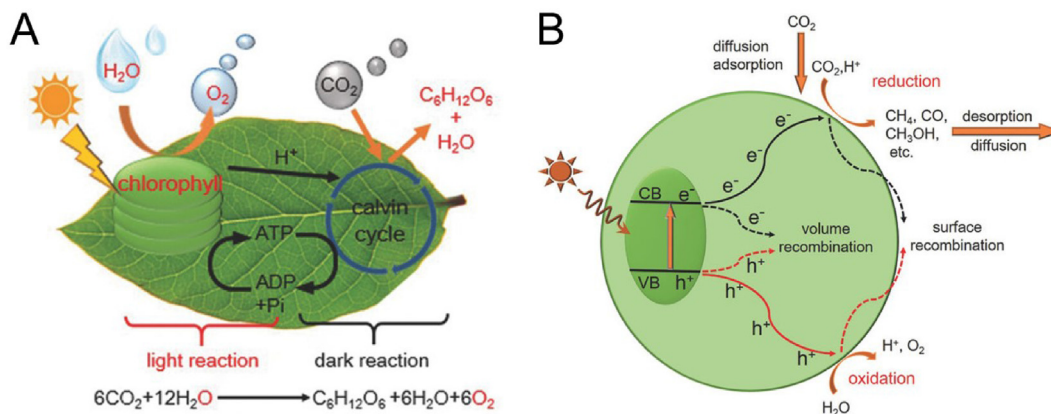 A
H₂O
O₂
CO₂
C₆H₁₂O₆
+
H₂O
H⁺
chlorophyll
calvin
cycle
ATP
ADP
+Pi
light reaction
dark reaction
6CO₂+12H₂O → C₆H₁₂O₆ +6H₂O+6O₂
B
CO₂
diffusion
adsorption
CO₂,H⁺
reduction
CH₄, CO,
CH₃OH,
etc.
desorption
diffusion
e⁻
e⁻
e⁻
CB e⁻
e⁻
volume
recombination
surface
recombination
h⁺
VB h⁺
h⁺
h⁺
h⁺
H⁺, O₂
oxidation
H₂O